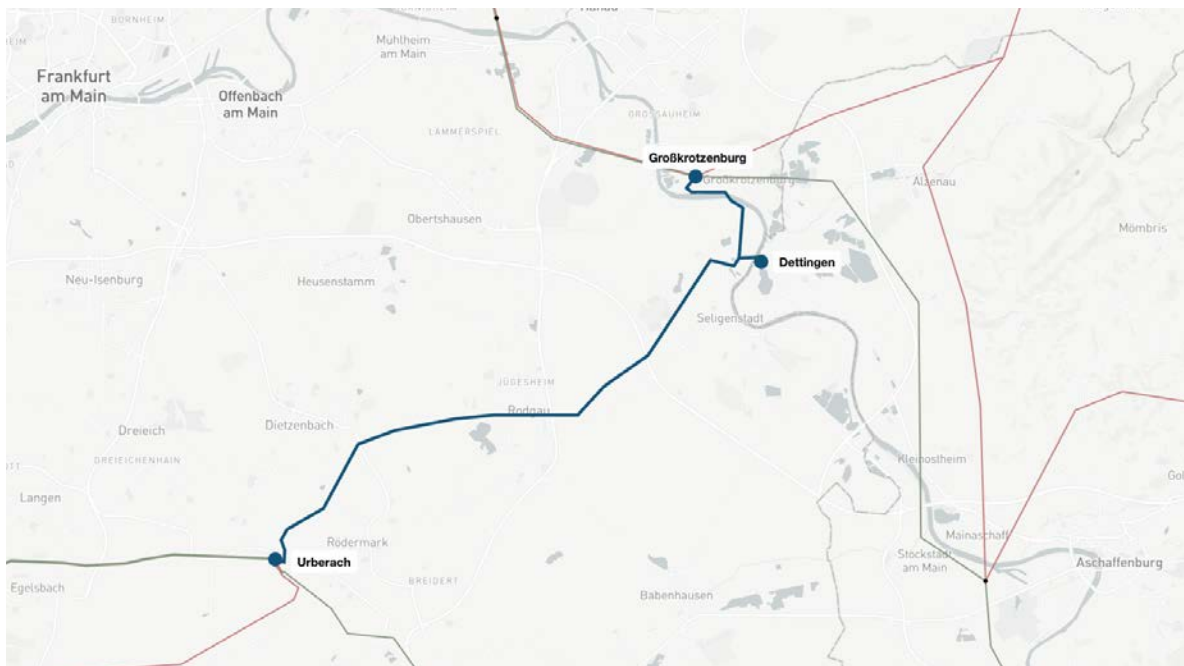 BORNHEIM
Hanau
Mühlheim
am Main
Frankfurt
am Main
Offenbach
am Main
GROSSAUHEIM
LÄMMERSPIEL
Großkrotzenburg
Großkrotzenburg
Alzenau
Obertshausen
Mömbris
Dettingen
Neu-Isenburg
Heusenstamm
Seligenstadt
JÜGESHEIM
Rodgau
Dreieich
Dietzenbach
DREIEICHENHAIN
Kleinostheim
Langen
Rödermark
Mainaschaff
Urberach
Stockstadt
am Main
Aschaffenburg
Egelsbach
BREIDERT
Babenhausen